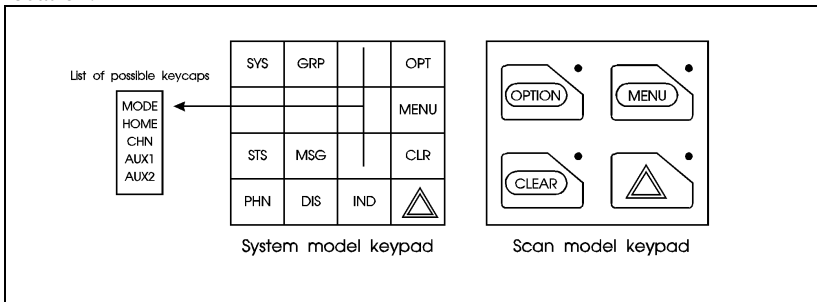 List of possible keycaps
MODE
HOME
CHN
AUX1
AUX2
SYS GRP OPT
MENU
STS MSG CLR
PHN DIS IND
System model keypad
OPTION MENU
CLEAR
Scan model keypad